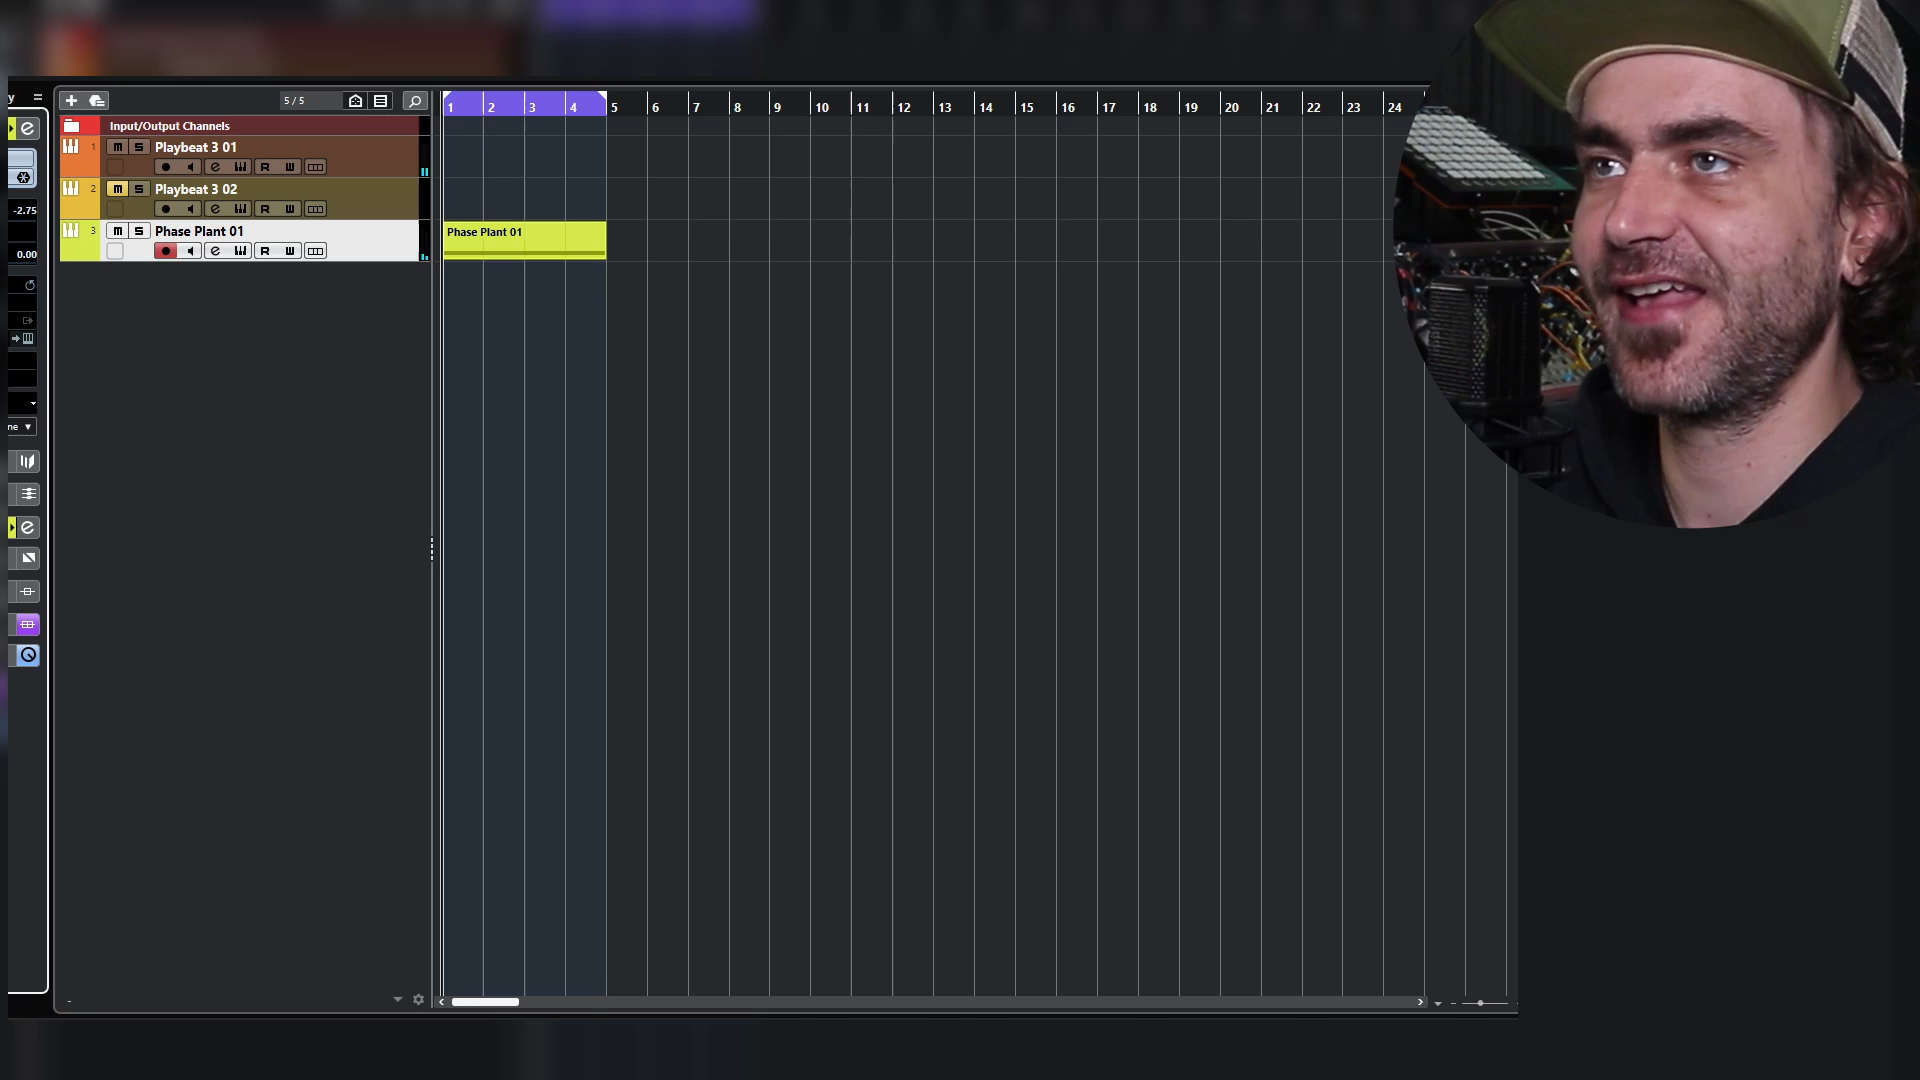 y
5 / 5
1 2 3 4 5 6 7 8 9 10 11 12 13 14 15 16 17 18 19 20 21 22 23 24
Input/Output Channels
1 m S Playbeat 3 01
e R W
2 m S Playbeat 3 02
e R W
3 m S Phase Plant 01
e R W
Phase Plant 01
e
-2.75
0.00
ne
e
-